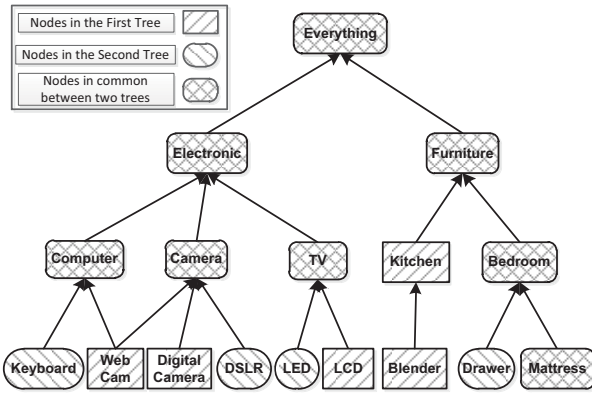 Nodes in the First Tree
Nodes in the Second Tree
Nodes in common
between two trees
Everything
Electronic
Furniture
Computer
Camera
TV
Kitchen
Bedroom
Keyboard
Web
Cam
Digital
Camera
DSLR
LED
LCD
Blender
Drawer
Mattress